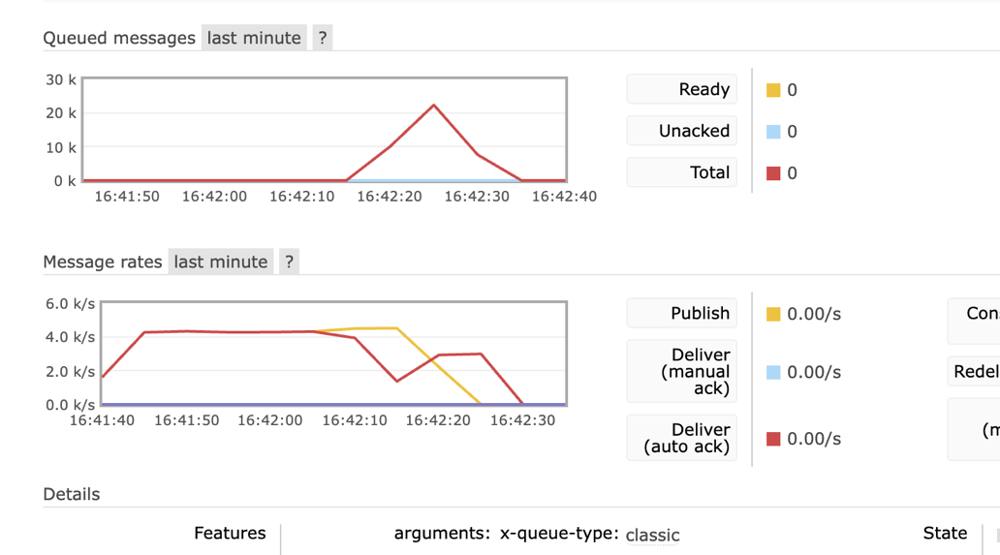 Queued messages last minute ?
30 k
20 k
10 k
0 k
16:41:50 16:42:00 16:42:10 16:42:20 16:42:30 16:42:40
Ready 0
Unacked 0
Total 0
Message rates last minute ?
6.0 k/s
4.0 k/s
2.0 k/s
0.0 k/s
16:41:40 16:41:50 16:42:00 16:42:10 16:42:20 16:42:30
Publish 0.00/s
Deliver
(manual
ack) 0.00/s
Deliver
(auto ack) 0.00/s
Con
Redel
(m
Details
Features arguments: x-queue-type: classic State